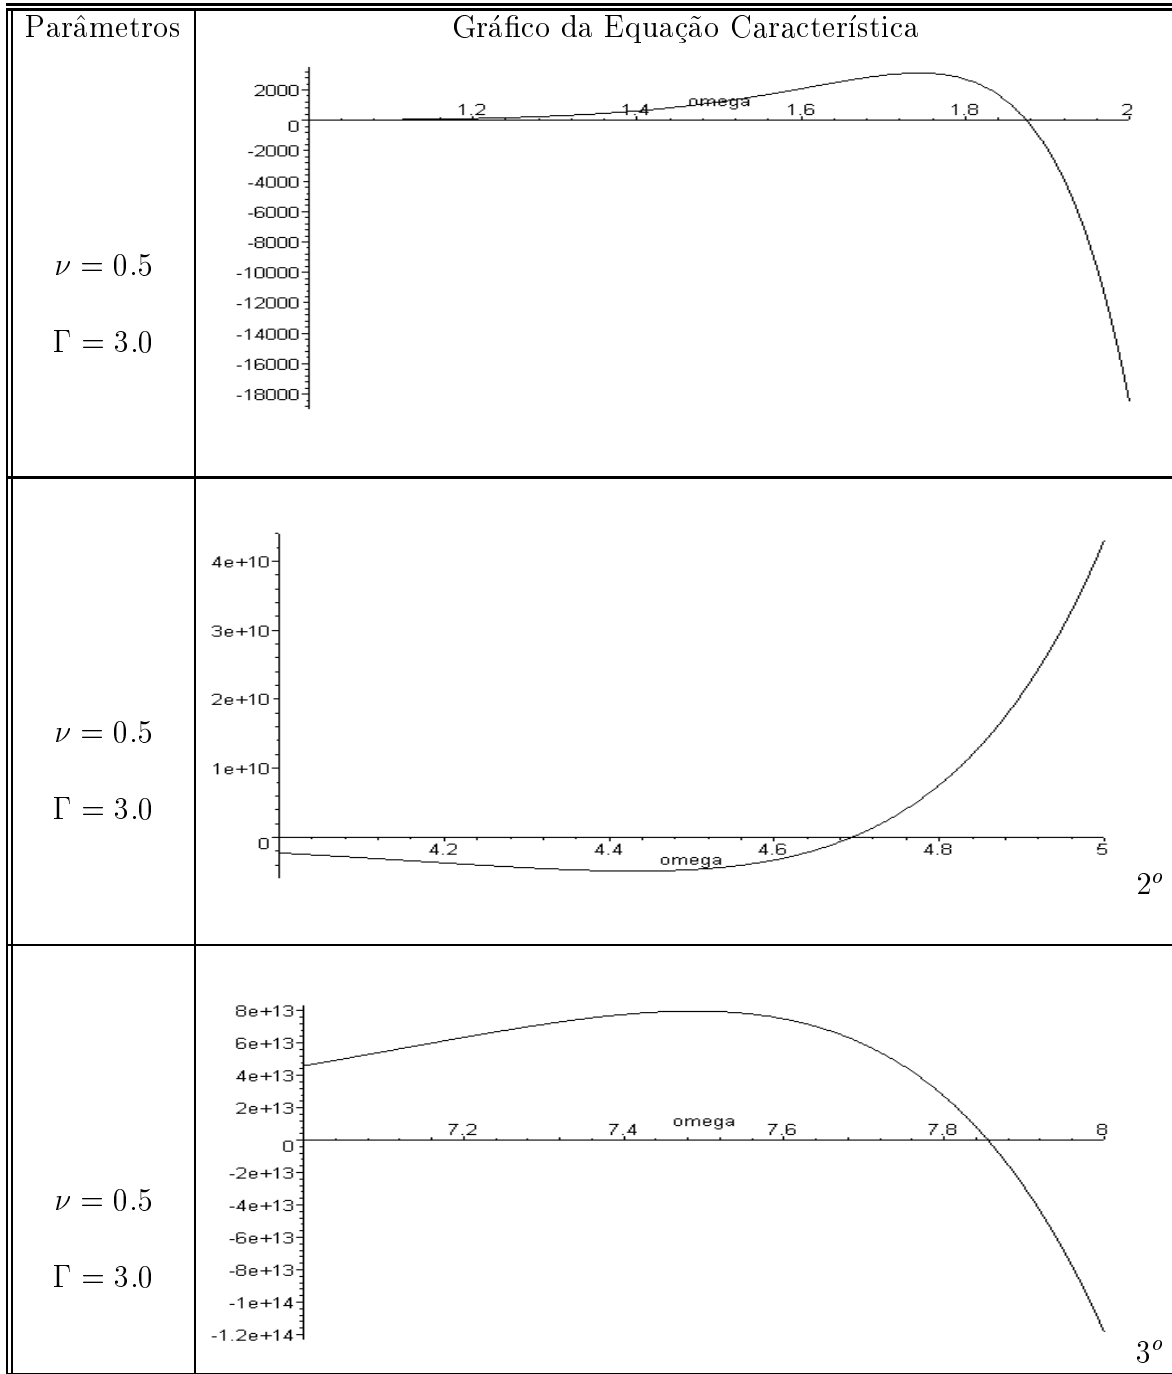 Parâmetros
Gráfico da Equação Característica
ν = 0.5
Γ = 3.0
2000
0
-2000
-4000
-6000
-8000
-10000
-12000
-14000
-16000
-18000
1.2
1.4
omega
1.6
1.8
2
ν = 0.5
Γ = 3.0
4e+10
3e+10
2e+10
1e+10
0
4.2
4.4
omega
4.6
4.8
5
2º
ν = 0.5
Γ = 3.0
8e+13
6e+13
4e+13
2e+13
0
-2e+13
-4e+13
-6e+13
-8e+13
-1e+14
-1.2e+14
7.2
7.4
omega
7.6
7.8
8
3º